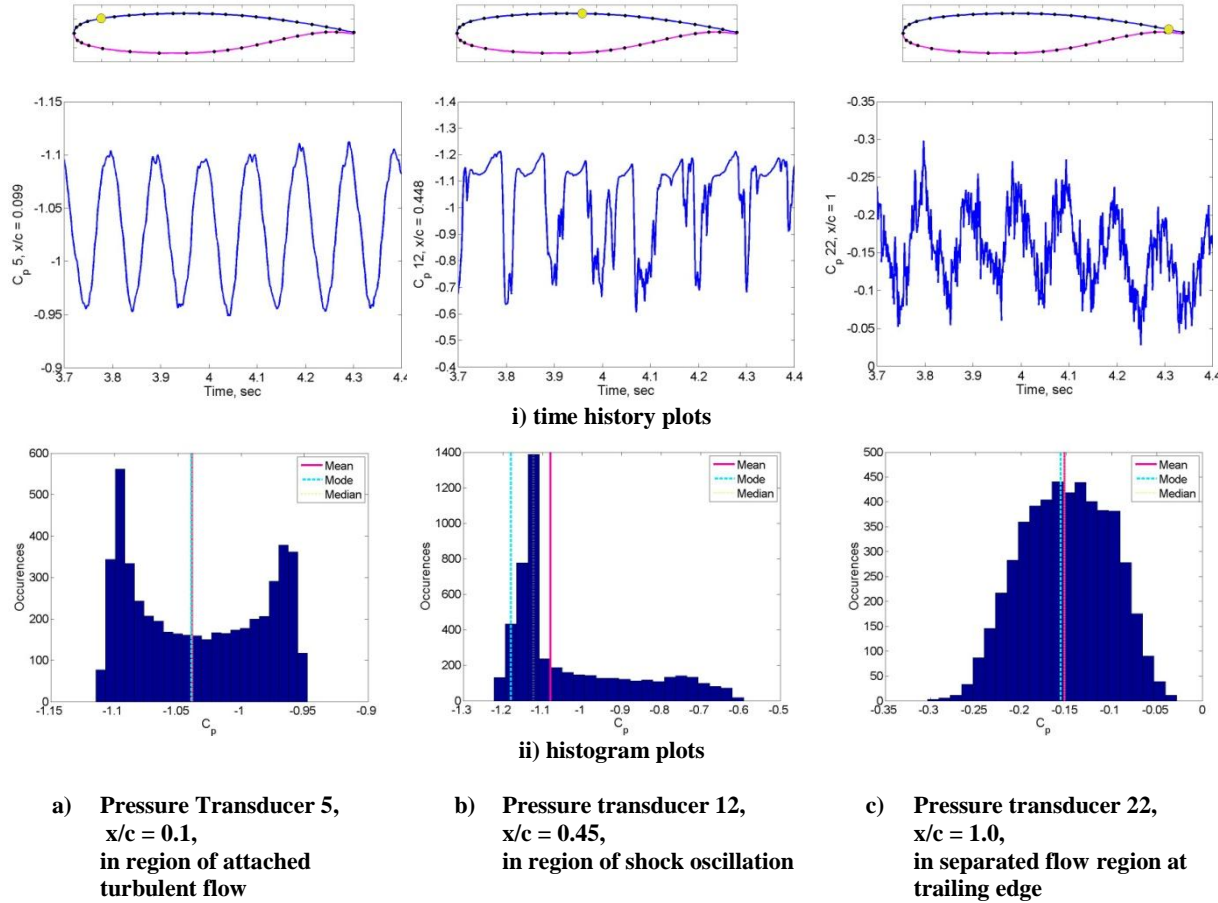 -1.15
-1.1
-1.05
-1
-0.95
-0.9
C_p 5, x/c = 0.099
3.7 3.8 3.9 4 4.1 4.2 4.3 4.4
Time, sec
-1.4
-1.3
-1.2
-1.1
-1
-0.9
-0.8
-0.7
-0.6
-0.5
-0.4
C_p 12, x/c = 0.448
3.7 3.8 3.9 4 4.1 4.2 4.3 4.4
Time, sec
-0.35
-0.3
-0.25
-0.2
-0.15
-0.1
-0.05
0
C_p 22, x/c = 1
3.7 3.8 3.9 4 4.1 4.2 4.3 4.4
Time, sec
i) time history plots
600
500
400
300
200
100
0
Occurences
Mean
Mode
Median
-1.15 -1.1 -1.05 -1 -0.95 -0.9
C_p
1400
1200
1000
800
600
400
200
0
Occurences
Mean
Mode
Median
-1.3 -1.2 -1.1 -1 -0.9 -0.8 -0.7 -0.6 -0.5
C_p
500
450
400
350
300
250
200
150
100
50
0
Occurences
Mean
Mode
Median
-0.35 -0.3 -0.25 -0.2 -0.15 -0.1 -0.05 0
C_p
ii) histogram plots
a) Pressure Transducer 5,
x/c = 0.1,
in region of attached
turbulent flow
b) Pressure transducer 12,
x/c = 0.45,
in region of shock oscillation
c) Pressure transducer 22,
x/c = 1.0,
in separated flow region at
trailing edge